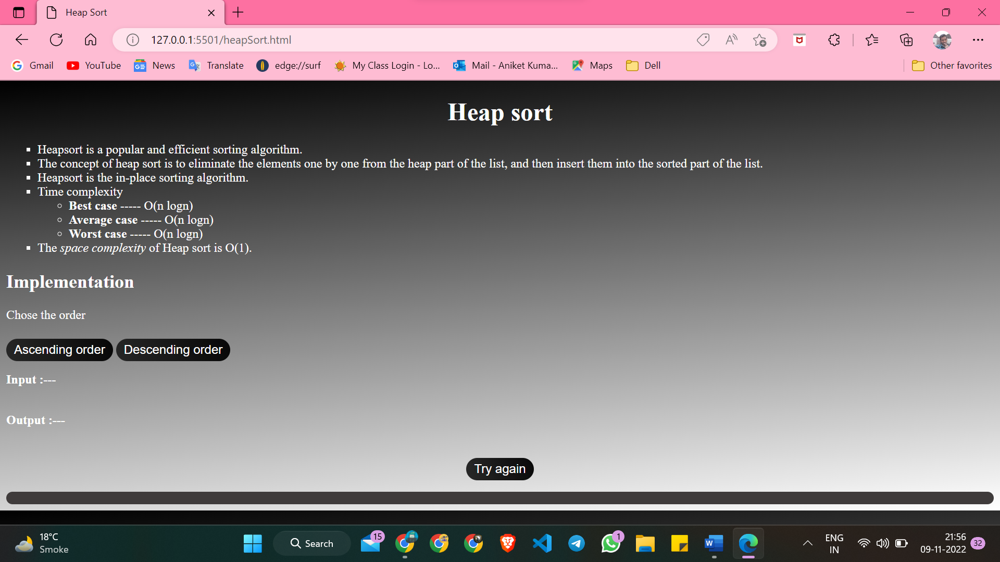 Heap Sort
127.0.0.1:5501/heapSort.html
Gmail YouTube News Translate edge://surf My Class Login - Lo... Mail - Aniket Kuma... Maps Dell Other favorites
Heap sort
Heapsort is a popular and efficient sorting algorithm.
The concept of heap sort is to eliminate the elements one by one from the heap part of the list, and then insert them into the sorted part of the list.
Heapsort is the in-place sorting algorithm.
Time complexity
Best case ----- O(n logn)
Average case ----- O(n logn)
Worst case ----- O(n logn)
The space complexity of Heap sort is O(1).
Implementation
Chose the order
Ascending order Descending order
Input :---
Output :---
Try again
18°C
Smoke
Search
15
1
ENG
IN
21:56
09-11-2022
32